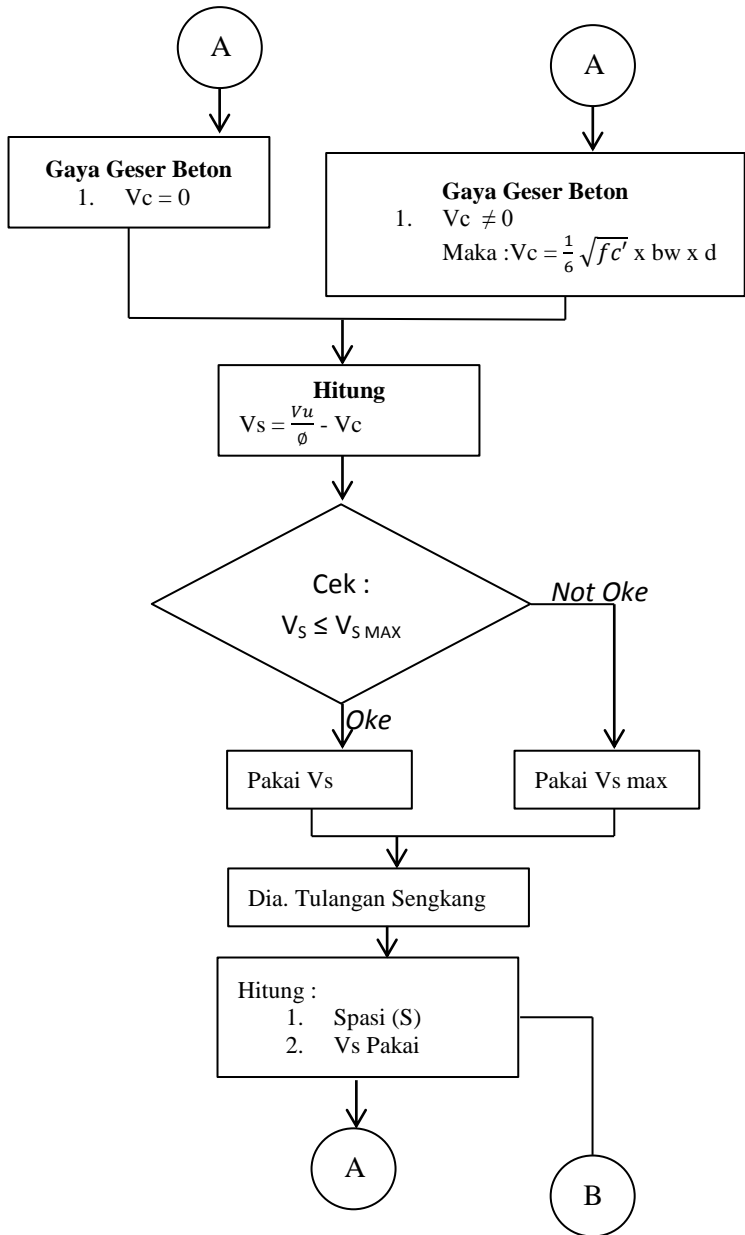 A
A
Gaya Geser Beton
1. Vc = 0
Gaya Geser Beton
1. Vc ≠ 0
Maka :Vc = 1/6 √fc′ x bw x d
Hitung
Vs = Vu/∅ - Vc
Cek :
VS ≤ VS MAX
Not Oke
Oke
Pakai Vs
Pakai Vs max
Dia. Tulangan Sengkang
Hitung :
1. Spasi (S)
2. Vs Pakai
A
B